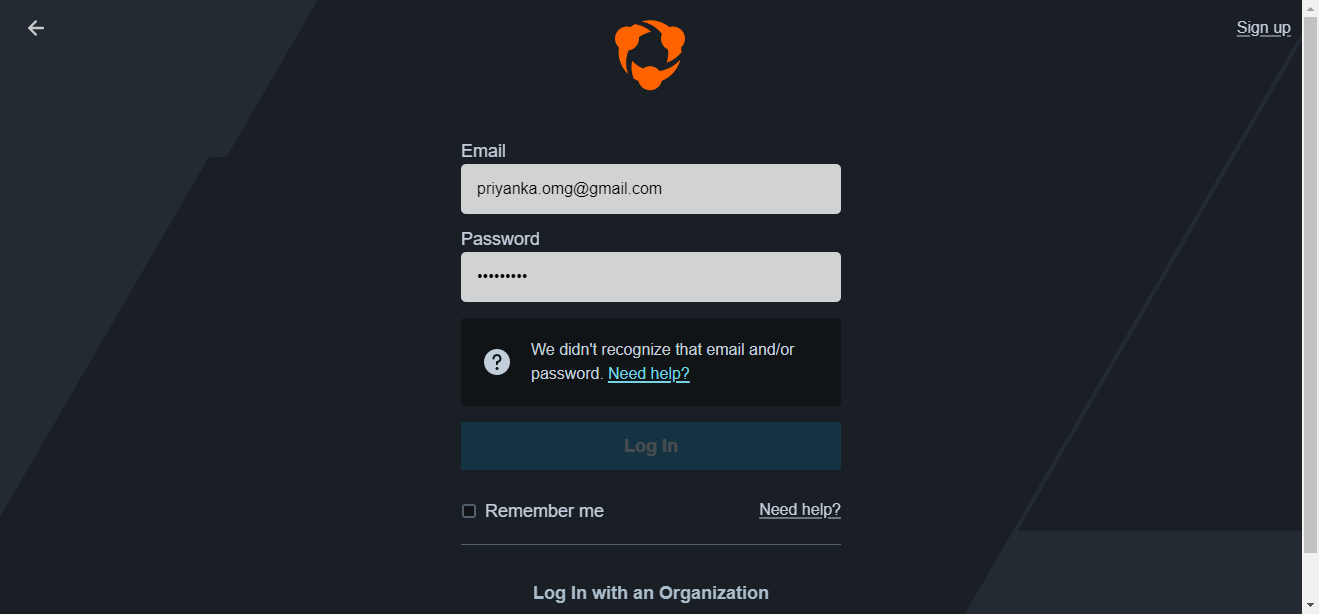 Sign up
Email
priyanka.omg@gmail.com
Password
•••••••••
We didn't recognize that email and/or
password. Need help?
Log In
Remember me
Need help?
Log In with an Organization